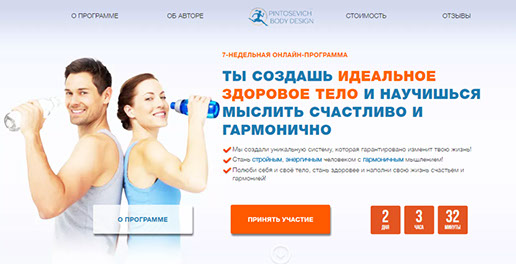 О ПРОГРАММЕ
ОБ АВТОРЕ
PINTOSEVICH
BODY DESIGN
СТОИМОСТЬ
ОТЗЫВЫ
7-НЕДЕЛЬНАЯ ОНЛАЙН-ПРОГРАММА
ТЫ СОЗДАШЬ ИДЕАЛЬНОЕ
ЗДОРОВОЕ ТЕЛО И НАУЧИШЬСЯ
МЫСЛИТЬ СЧАСТЛИВО И
ГАРМОНИЧНО
Мы создали уникальную систему, которая гарантировано изменит твою жизнь!
Стань стройным, энергичным человеком с гармоничным мышлением!
Полюби себя и своё тело, стань здоровее и наполни свою жизнь счастьем и
гармонией!
О ПРОГРАММЕ
ПРИНЯТЬ УЧАСТИЕ
2 3 32
ДНЯ ЧАСА МИНУТЫ